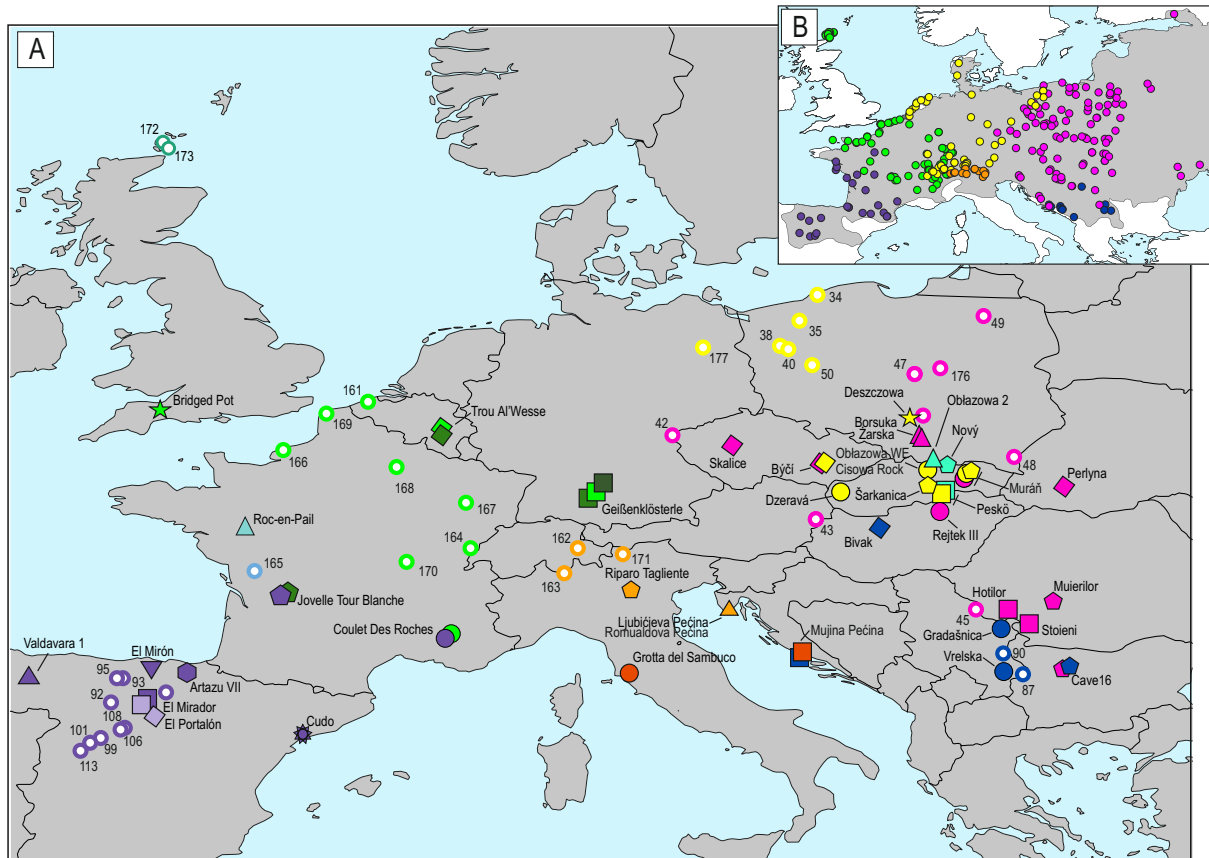 A
B
172
173
34
35
38
40
50
49
177
47
176
Bridged Pot
161
169
Trou Al'Wesse
Deszczowa
Obłazowa 2
Borsuka
Żarska
Nový
42
166
168
Skalice
Býčí
Obłazowa WE
Cisowa Rock
48
Perlyna
Muráň
Geißenklösterle
167
Dzeravá
Šarkanica
Peskö
Roc-en-Pail
43
Bivak
Rejtek III
164
162
171
165
170
163
Riparo Tagliente
Jovelle Tour Blanche
Hotilor
Muierilor
45
Ljubićeva Pećina
Romualdova Pećina
Stoieni
Coulet Des Roches
Gradašnica
Mujina Pećina
Valdavara 1
El Mirón
90
Vrelska
Grotta del Sambuco
95
93
Artazu VII
87
Cave16
92
El Mirador
108
El Portalón
Cudo
101
106
99
113